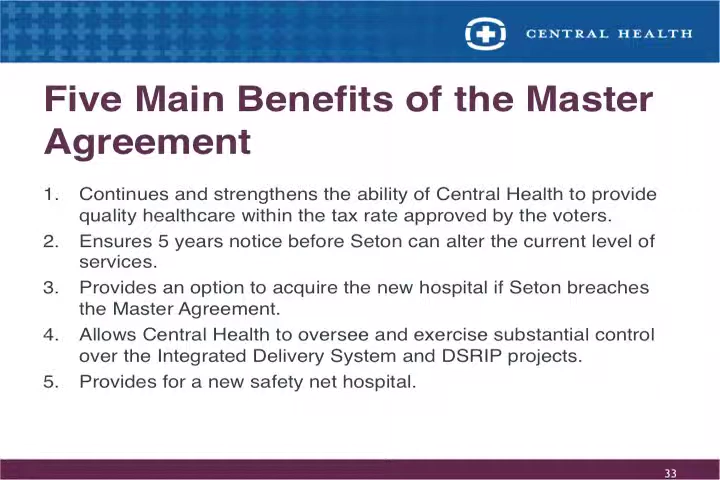 CENTRAL HEALTH
Five Main Benefits of the Master
Agreement
1. Continues and strengthens the ability of Central Health to provide
quality healthcare within the tax rate approved by the voters.
2. Ensures 5 years notice before Seton can alter the current level of
services.
3. Provides an option to acquire the new hospital if Seton breaches
the Master Agreement.
4. Allows Central Health to oversee and exercise substantial control
over the Integrated Delivery System and DSRIP projects.
5. Provides for a new safety net hospital.
33